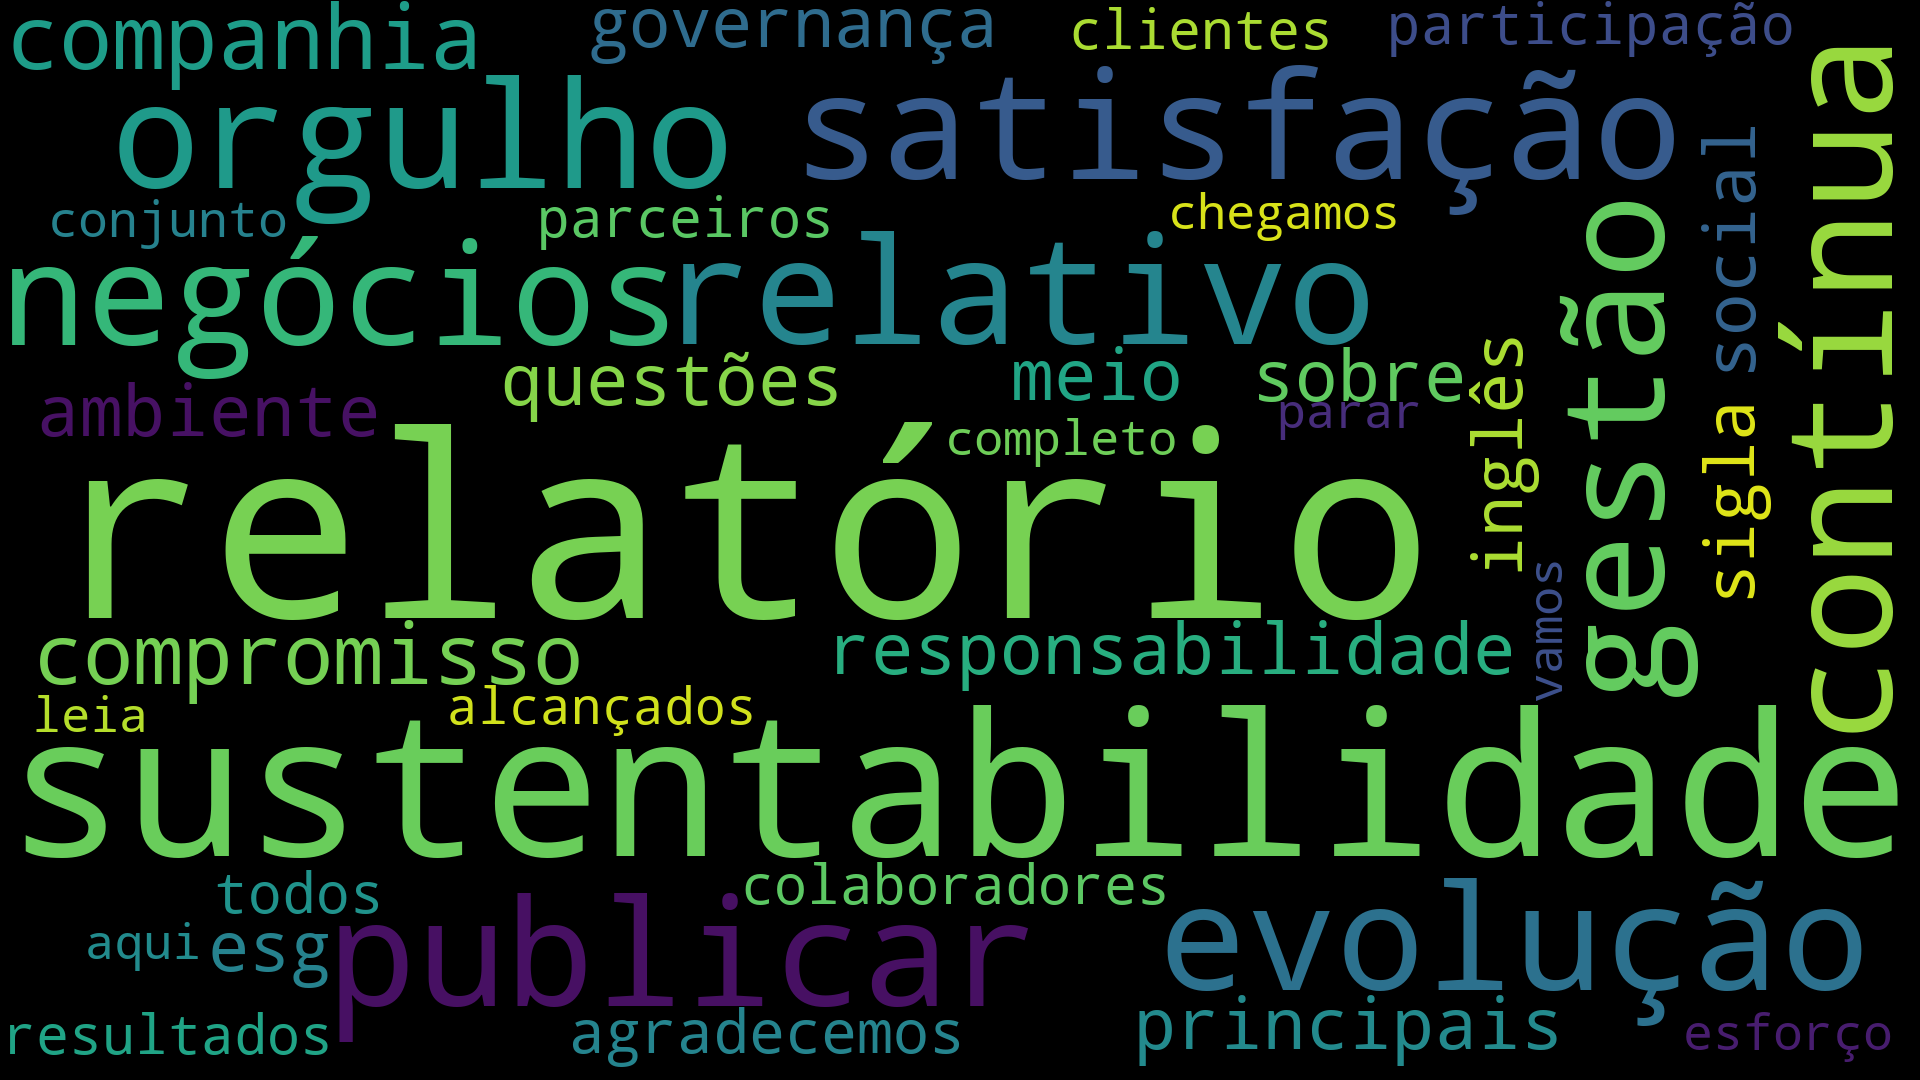 companhia
governança
clientes
participação
orgulho
satisfação
contínua
social
conjunto
parceiros
chegamos
negócios
relativo
gestão
questões
meio
sobre
inglês
ambiente
parar
sigla
completo
relatório
vamos
compromisso
responsabilidade
leia
alcançados
sustentabilidade
todos
colaboradores
aqui
esg
publicar
evolução
resultados
agradecemos
principais
esforço